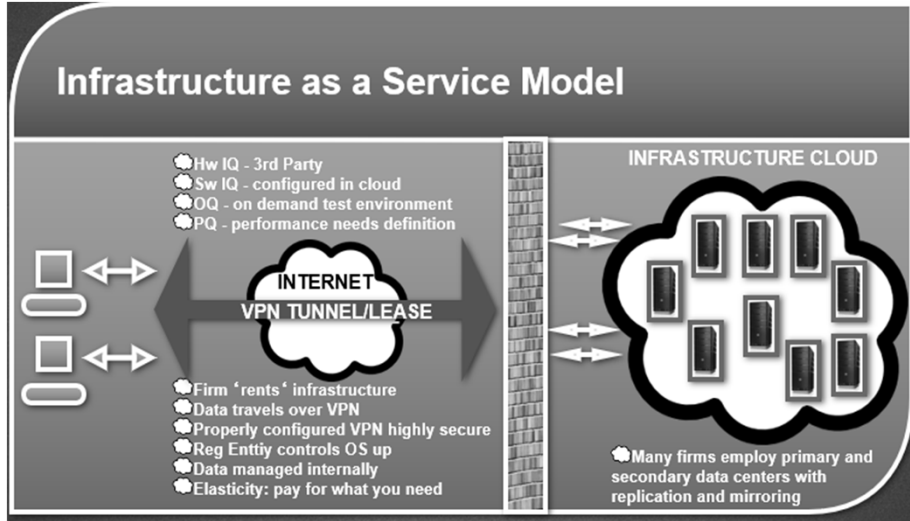 Infrastructure as a Service Model
Hw IQ - 3rd Party
Sw IQ - configured in cloud
OQ - on demand test environment
PQ - performance needs definition
INTERNET
VPN TUNNEL/LEASE
Firm ‘rents‘ infrastructure
Data travels over VPN
Properly configured VPN highly secure
Reg Enttiy controls OS up
Data managed internally
Elasticity: pay for what you need
INFRASTRUCTURE CLOUD
Many firms employ primary and
secondary data centers with
replication and mirroring